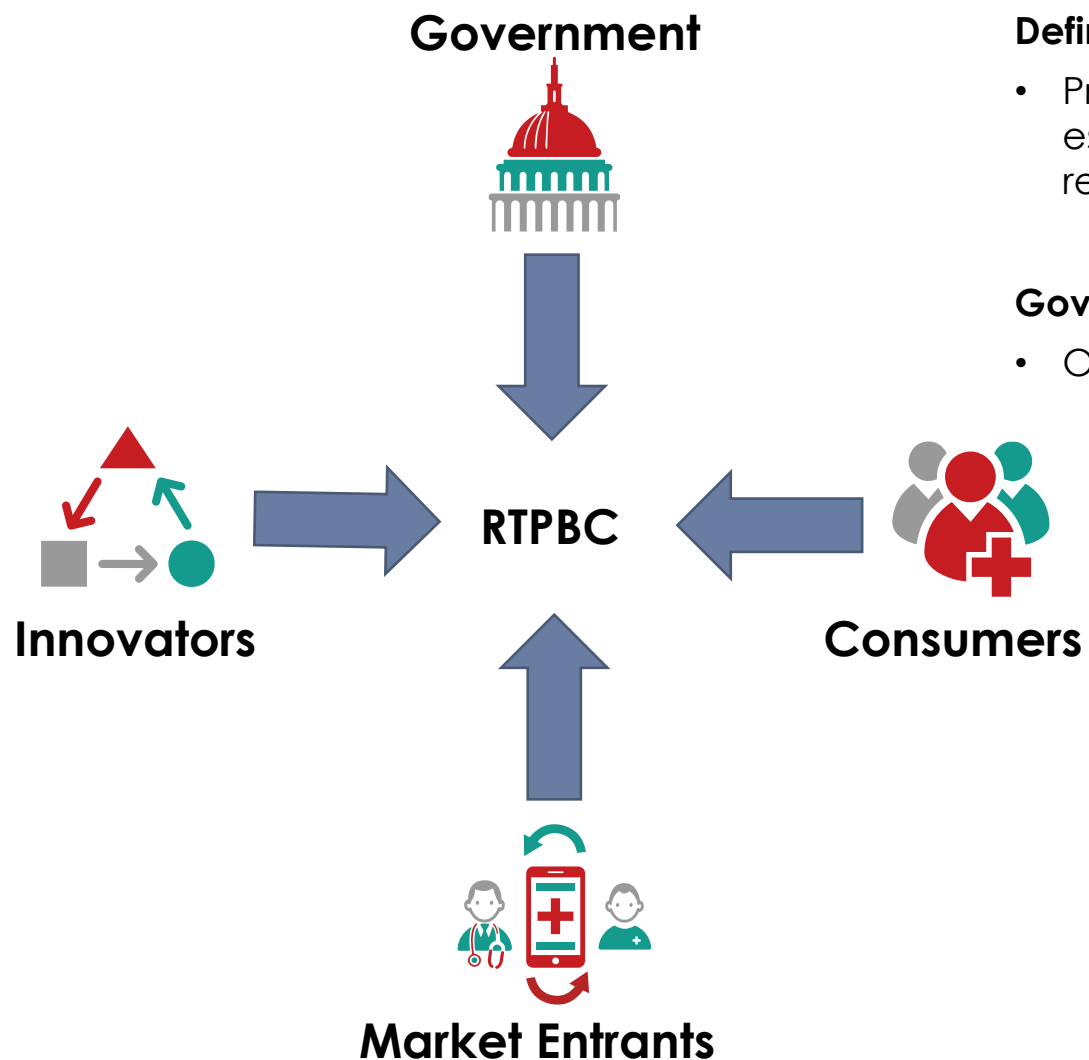 Government
Innovators
RTPBC
Consumers
Market Entrants
•
•